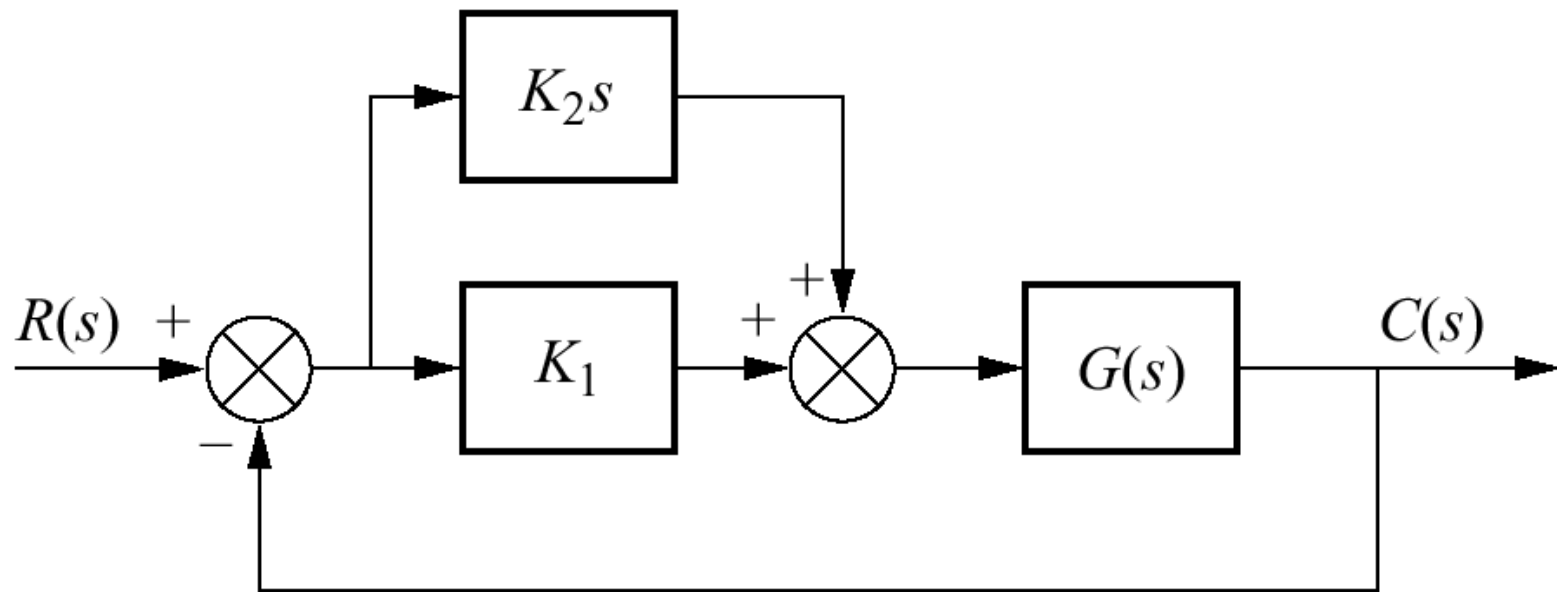 K₂s
+
R(s) + K₁ + G(s) C(s)
−